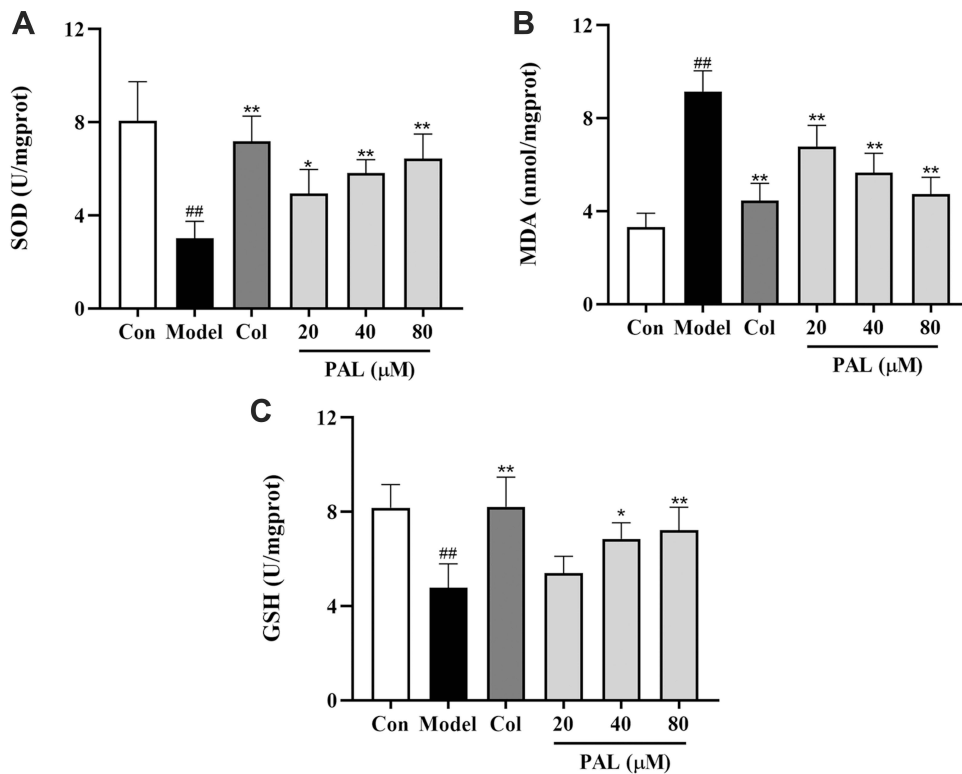 A
SOD (U/mgprot)
12
8
4
0
##
**
*
**
**
Con Model Col 20 40 80
PAL (μM)
B
MDA (nmol/mgprot)
12
8
4
0
##
**
**
**
**
Con Model Col 20 40 80
PAL (μM)
C
GSH (U/mgprot)
12
8
4
0
##
**
*
**
Con Model Col 20 40 80
PAL (μM)